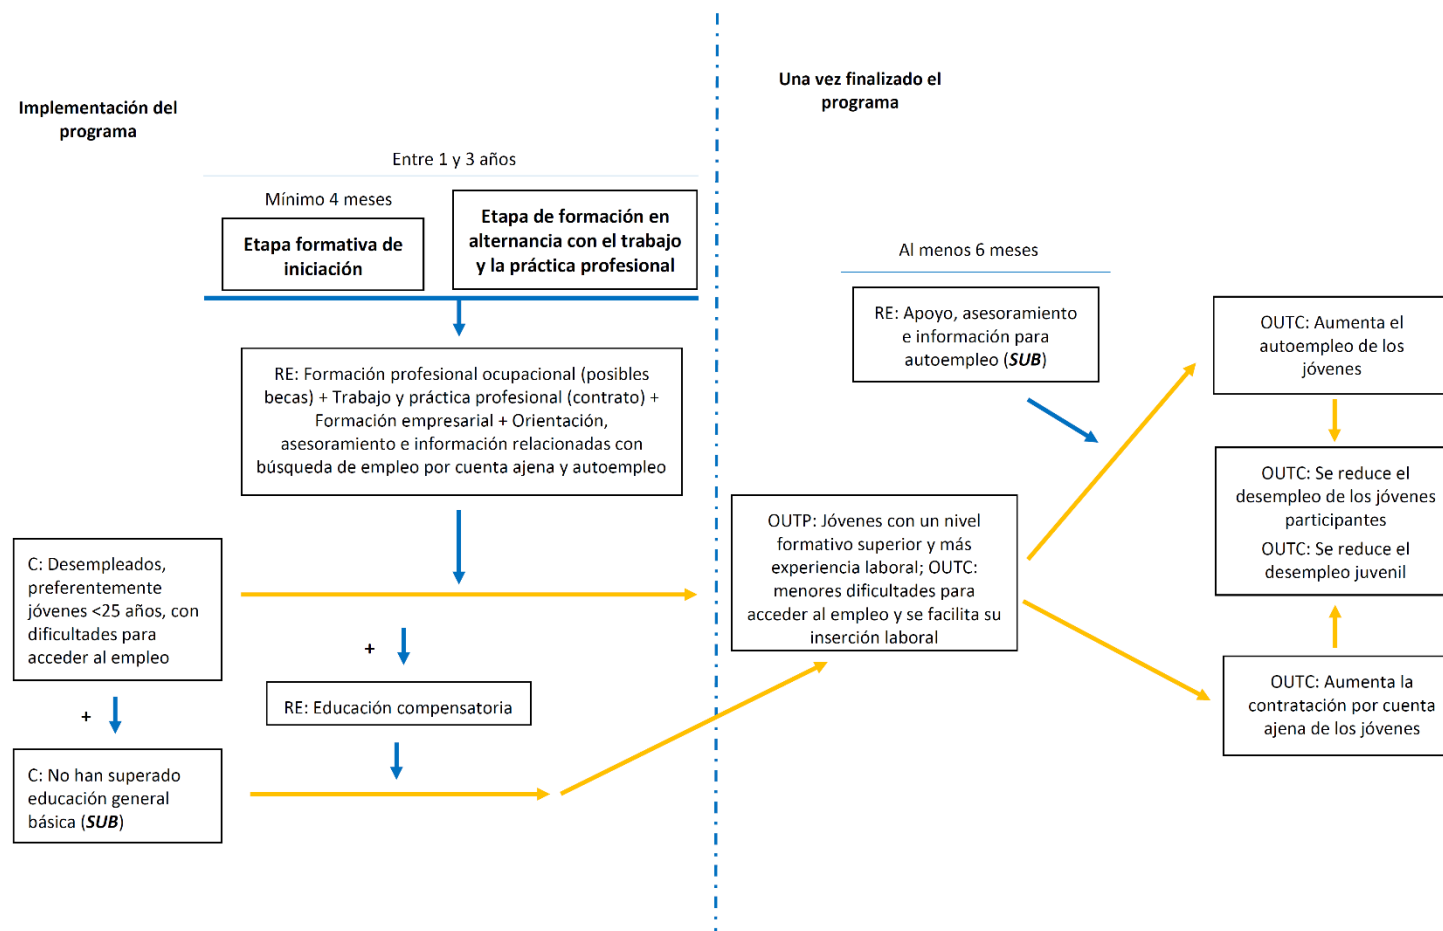 Implementación del
programa
Entre 1 y 3 años
Mínimo 4 meses
Etapa formativa de
iniciación
Etapa de formación en
alternancia con el trabajo
y la práctica profesional
RE: Formación profesional ocupacional (posibles
becas) + Trabajo y práctica profesional (contrato) +
Formación empresarial + Orientación,
asesoramiento e información relacionadas con
búsqueda de empleo por cuenta ajena y autoempleo
C: Desempleados,
preferentemente
jóvenes <25 años, con
dificultades para
acceder al empleo
+
+
RE: Educación compensatoria
C: No han superado
educación general
básica (SUB)
Una vez finalizado el
programa
Al menos 6 meses
RE: Apoyo, asesoramiento
e información para
autoempleo (SUB)
OUTP: Jóvenes con un nivel
formativo superior y más
experiencia laboral; OUTC:
menores dificultades para
acceder al empleo y se facilita su
inserción laboral
OUTC: Aumenta el
autoempleo de los
jóvenes
OUTC: Se reduce el
desempleo de los jóvenes
participantes
OUTC: Se reduce el
desempleo juvenil
OUTC: Aumenta la
contratación por cuenta
ajena de los jóvenes